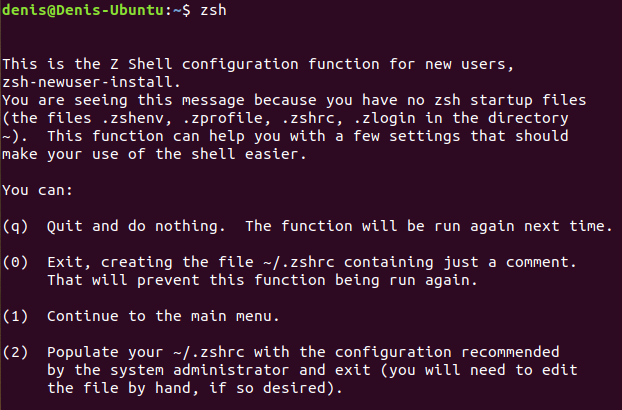 denis@Denis-Ubuntu:~$ zsh
This is the Z Shell configuration function for new users,
zsh-newuser-install.
You are seeing this message because you have no zsh startup files
(the files .zshenv, .zprofile, .zshrc, .zlogin in the directory
~).  This function can help you with a few settings that should
make your use of the shell easier.
You can:
(q)  Quit and do nothing.  The function will be run again next time.
(0)  Exit, creating the file ~/.zshrc containing just a comment.
     That will prevent this function being run again.
(1)  Continue to the main menu.
(2)  Populate your ~/.zshrc with the configuration recommended
     by the system administrator and exit (you will need to edit
     the file by hand, if so desired).